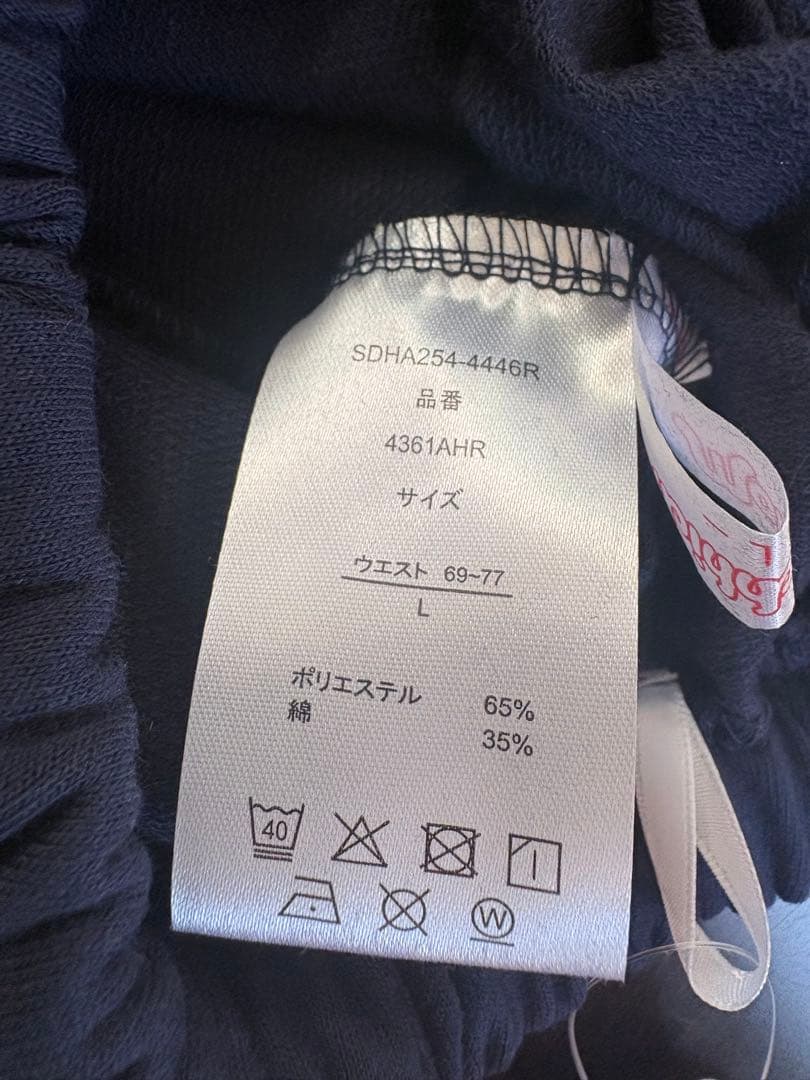 SDHA254-4446R
品番
4361AHR
サイズ
ウエスト 69~77
L
ポリエステル 65%
綿 35%
40
W
L